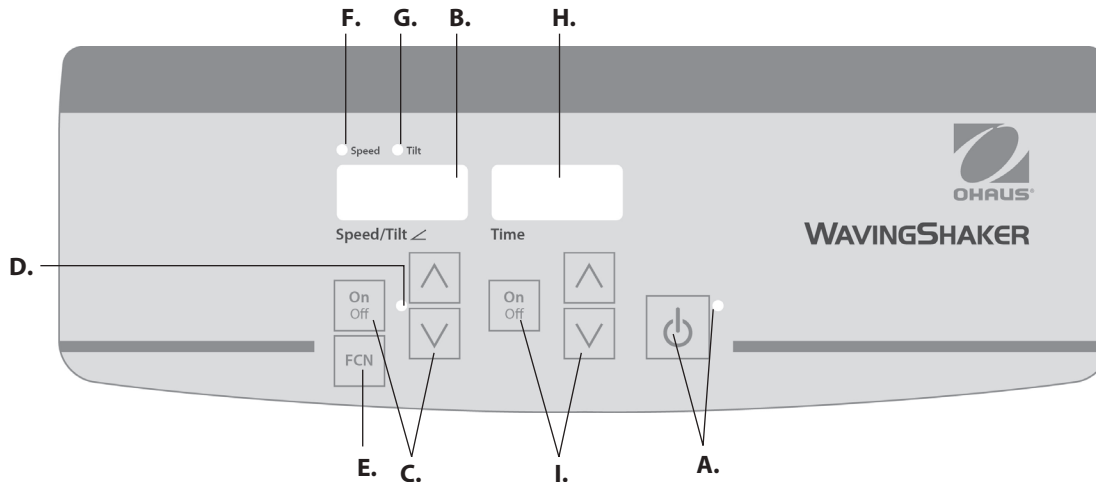 F. G. B. H.
Speed Tilt
OHAUS®
Speed/Tilt Time
WAVINGSHAKER
D.
On On
Off Off
FCN
E. C. I. A.